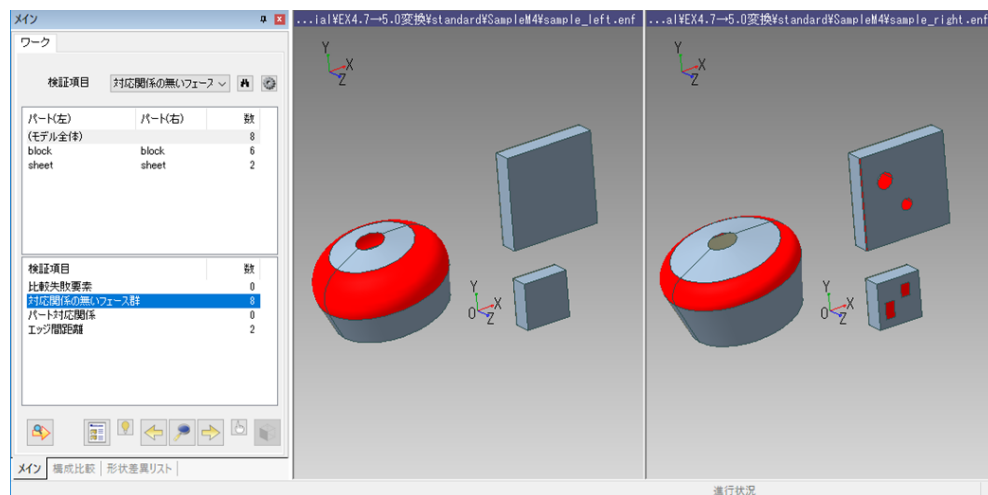 メイン
ワーク
検証項目 対応関係の無いフェース
パート(左) パート(右) 数
(モデル全体) 8
block block 6
sheet sheet 2
検証項目 数
比較失敗要素 0
対応関係の無いフェース群 8
パート対応関係 0
エッジ間距離 2
メイン 構成比較 形状差異リスト
...ial¥EX4.7→5.0変換¥standard¥SampleM4¥sample_left.enf
Y
X
Z
Y
X
0
Z
...al¥EX4.7→5.0変換¥standard¥SampleM4¥sample_right.enf
Y
X
Z
Y
X
0
Z
進行状況